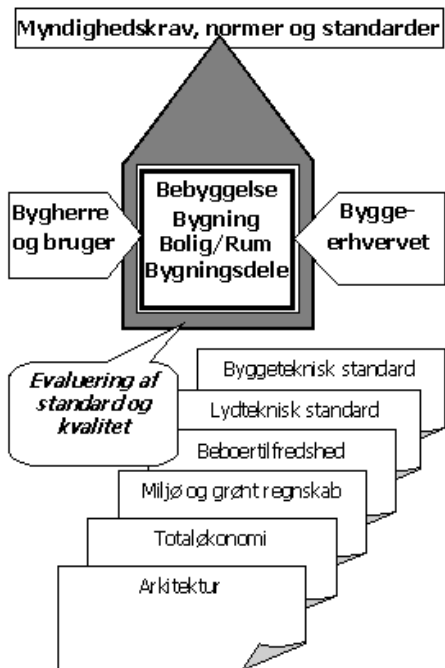 Myndighedskrav, normer og standarder
Bygherre
og bruger
Bebyggelse
Bygning
Bolig/Rum
Bygningsdele
Bygge-
erhvervet
Evaluering af
standard og
kvalitet
Byggeteknisk standard
Lydteknisk standard
Beboertilfredshed
Miljø og grønt regnskab
Totaløkonomi
Arkitektur